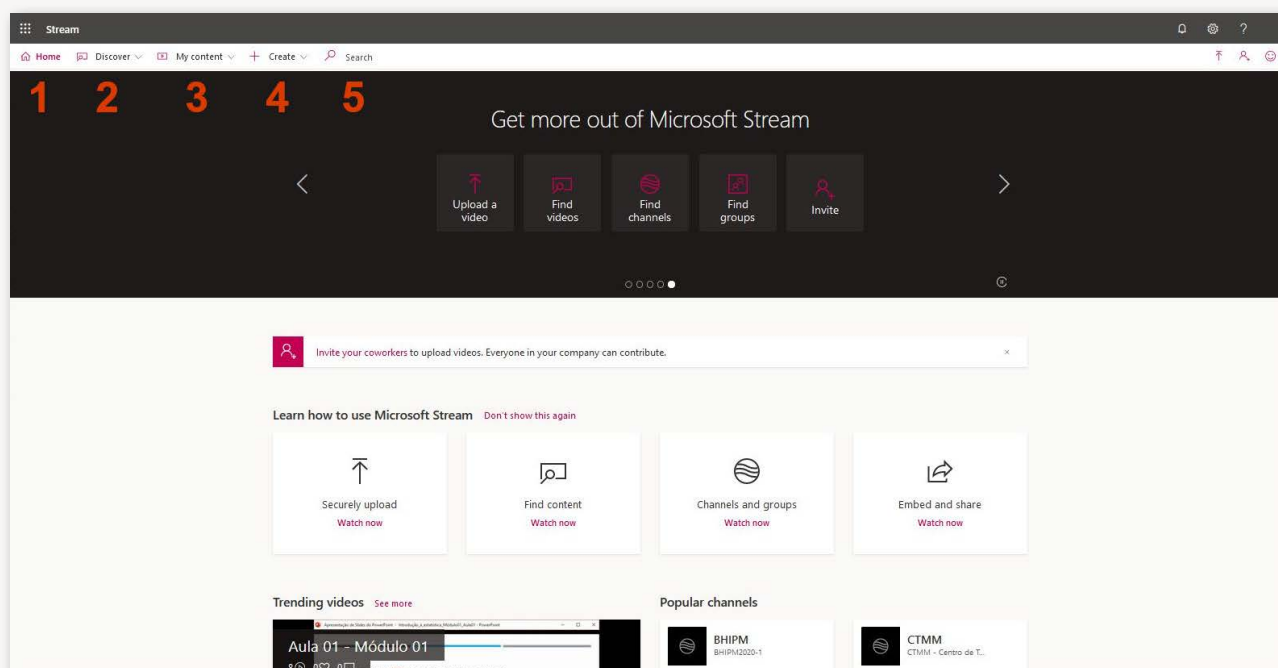 Stream
?
Home Discover My content Create Search
1 2 3 4 5
Get more out of Microsoft Stream
Upload a
video
Find
videos
Find
channels
Find
groups
Invite
Invite your coworkers to upload videos. Everyone in your company can contribute.
Learn how to use Microsoft Stream Don't show this again
Securely upload
Watch now
Find content
Watch now
Channels and groups
Watch now
Embed and share
Watch now
Trending videos See more
Popular channels
Aula 01 - Módulo 01
BHIPM
BHIPM2020-1
CTMM
CTMM - Centro de T...